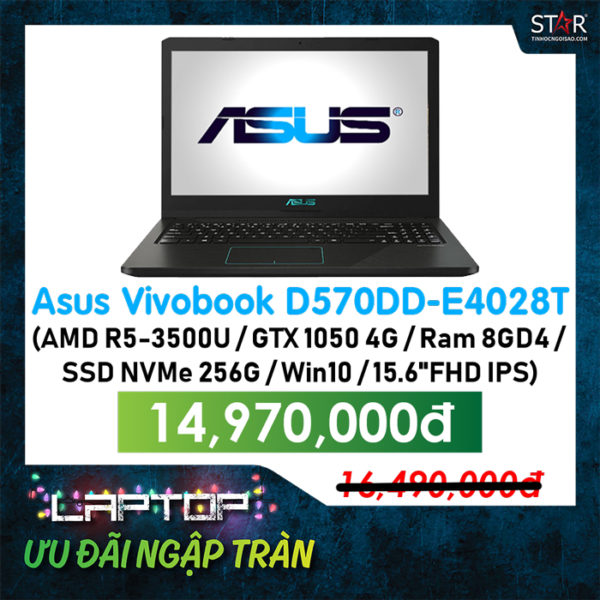 STAR®
TINHOCNGOISAO.COM
ASUS®
ASUS
Asus Vivobook D570DD-E4028T
(AMD R5-3500U / GTX 1050 4G / Ram 8GD4 /
SSD NVMe 256G / Win10 / 15.6"FHD IPS)
14,970,000đ
16,490,000đ
LAPTOP
ƯU ĐÃI NGẬP TRÀN